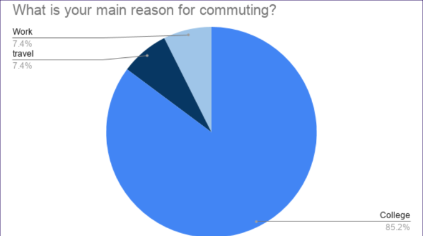 What is your main reason for commuting?
Work
7.4%
travel
7.4%
College
85.2%